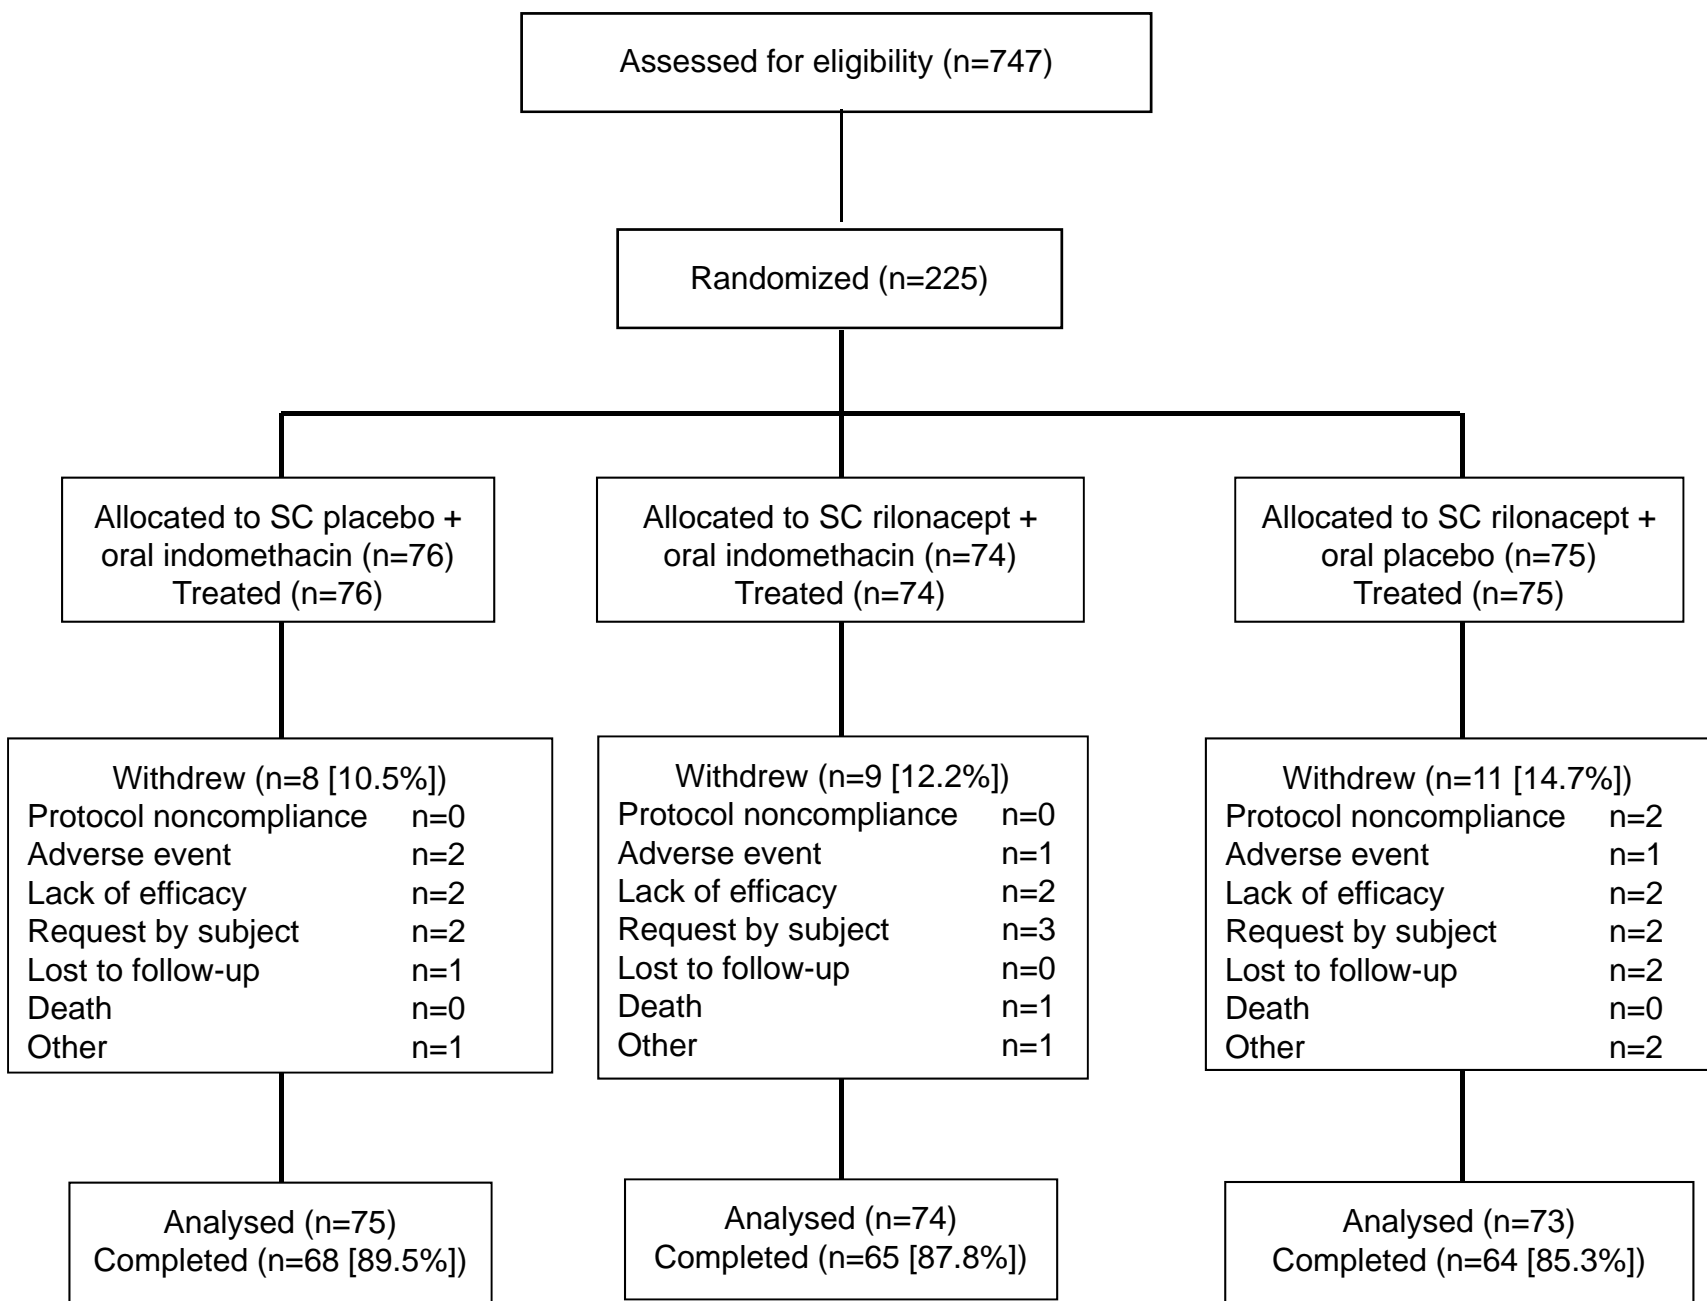 Assessed for eligibility (n=747)
Randomized (n=225)
Allocated to SC placebo +
oral indomethacin (n=76)
Treated (n=76)
Allocated to SC rilonacept +
oral indomethacin (n=74)
Treated (n=74)
Allocated to SC rilonacept +
oral placebo (n=75)
Treated (n=75)
Withdrew (n=8 [10.5%])
Protocol noncompliance n=0
Adverse event n=2
Lack of efficacy n=2
Request by subject n=2
Lost to follow-up n=1
Death n=0
Other n=1
Withdrew (n=9 [12.2%])
Protocol noncompliance n=0
Adverse event n=1
Lack of efficacy n=2
Request by subject n=3
Lost to follow-up n=0
Death n=1
Other n=1
Withdrew (n=11 [14.7%])
Protocol noncompliance n=2
Adverse event n=1
Lack of efficacy n=2
Request by subject n=2
Lost to follow-up n=2
Death n=0
Other n=2
Analysed (n=75)
Completed (n=68 [89.5%])
Analysed (n=74)
Completed (n=65 [87.8%])
Analysed (n=73)
Completed (n=64 [85.3%])